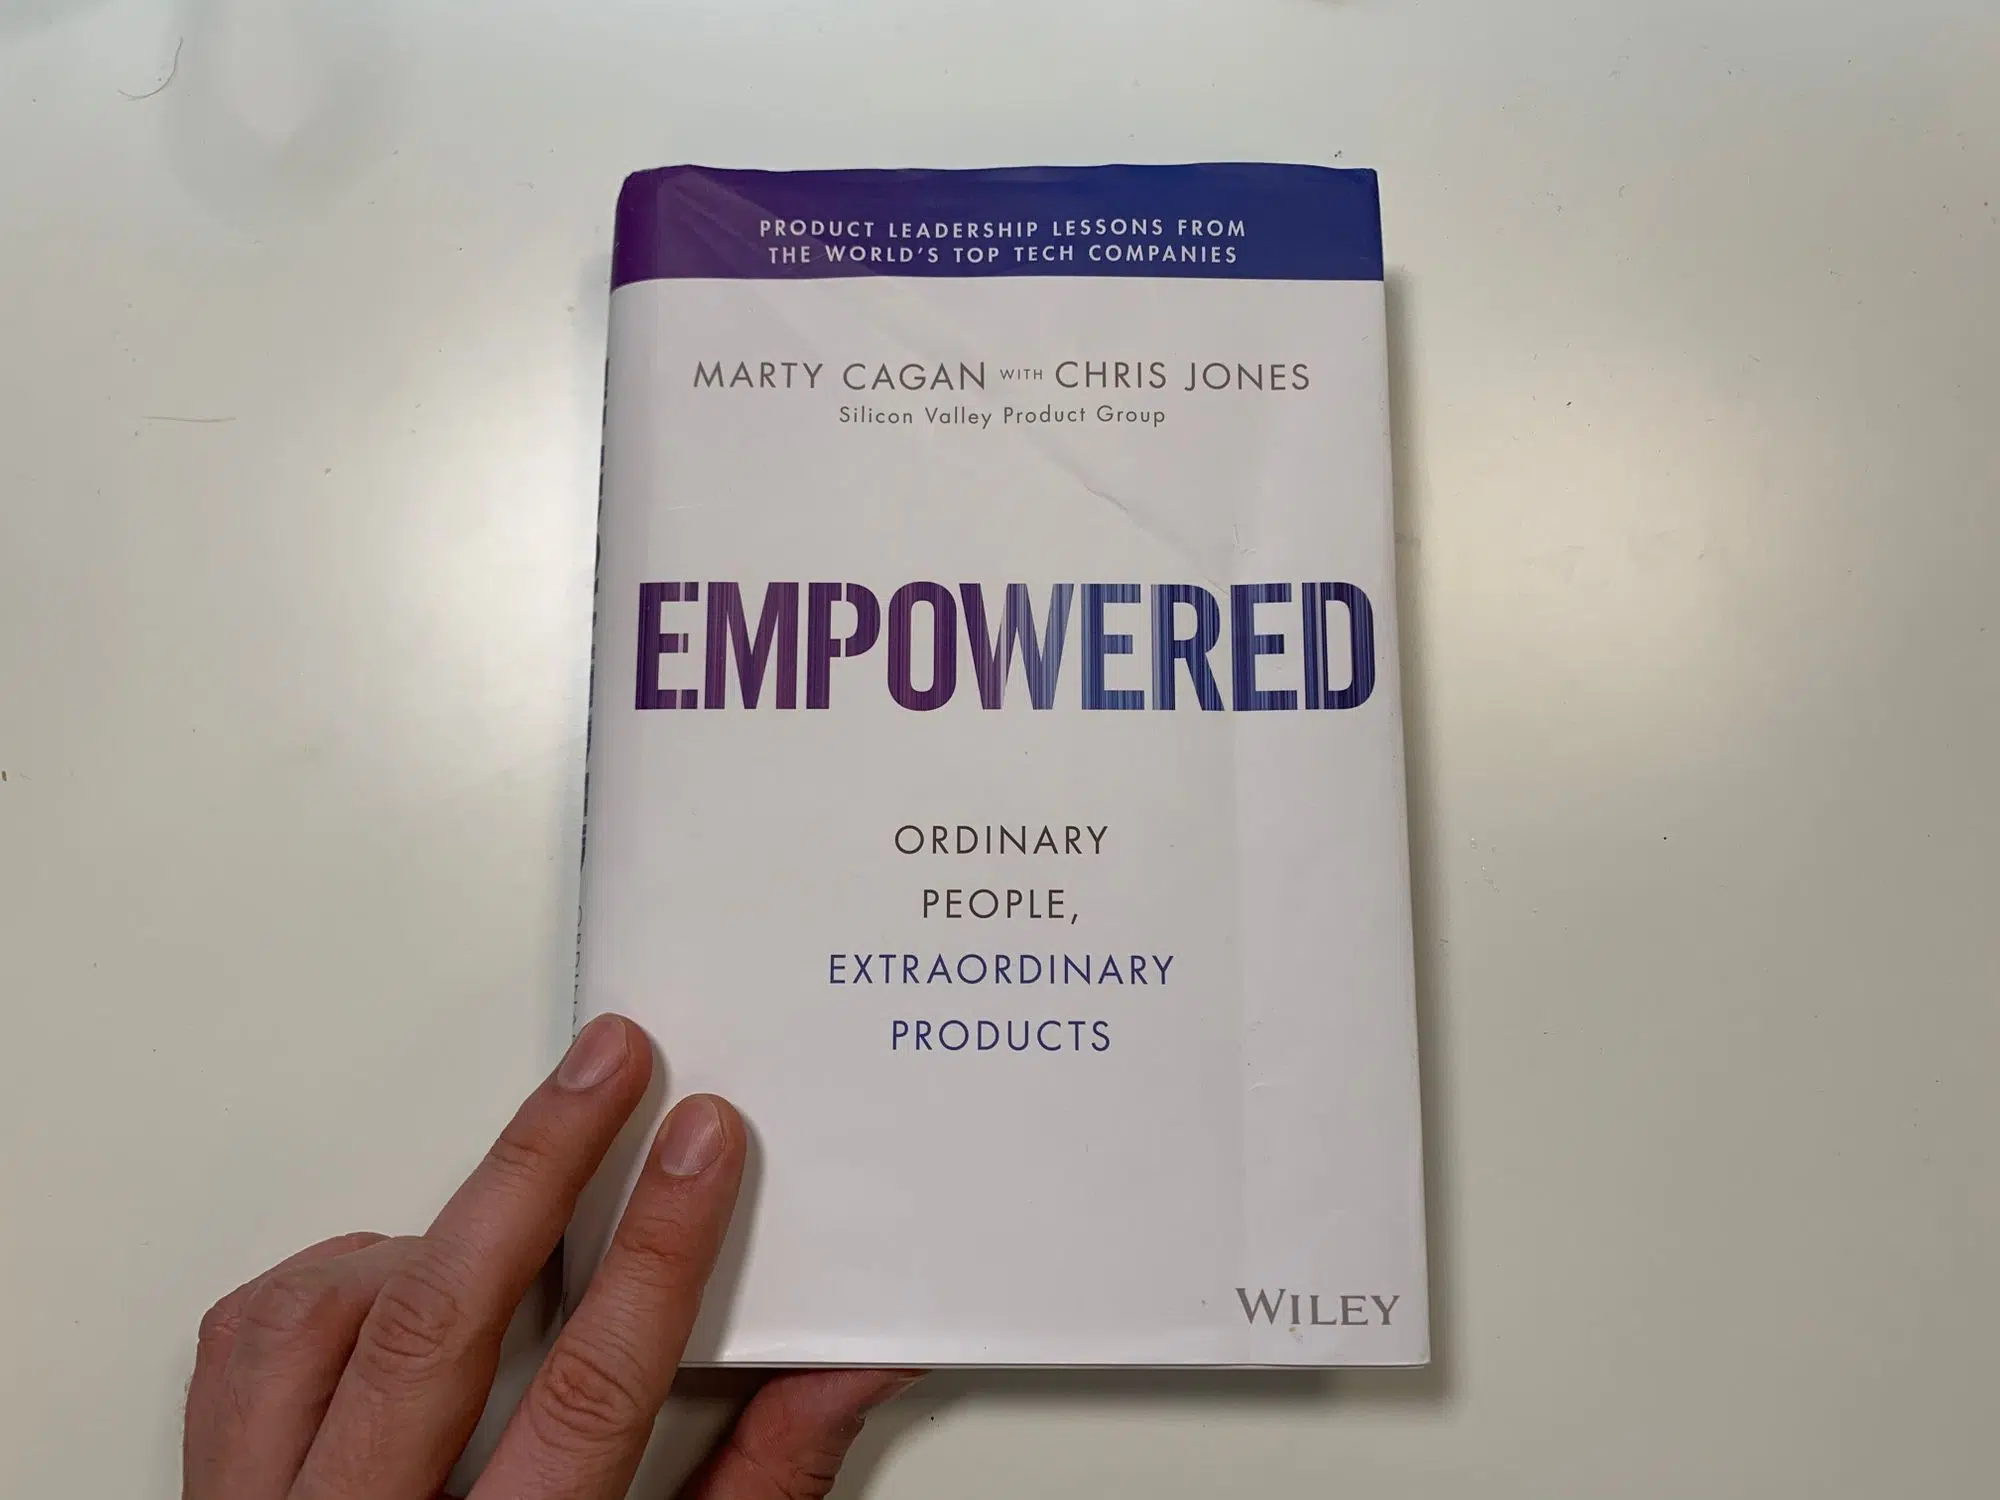 PRODUCT LEADERSHIP LESSONS FROM
THE WORLD'S TOP TECH COMPANIES
MARTY CAGAN WITH CHRIS JONES
Silicon Valley Product Group
EMPOWERED
ORDINARY
PEOPLE,
EXTRAORDINARY
PRODUCTS
WILEY